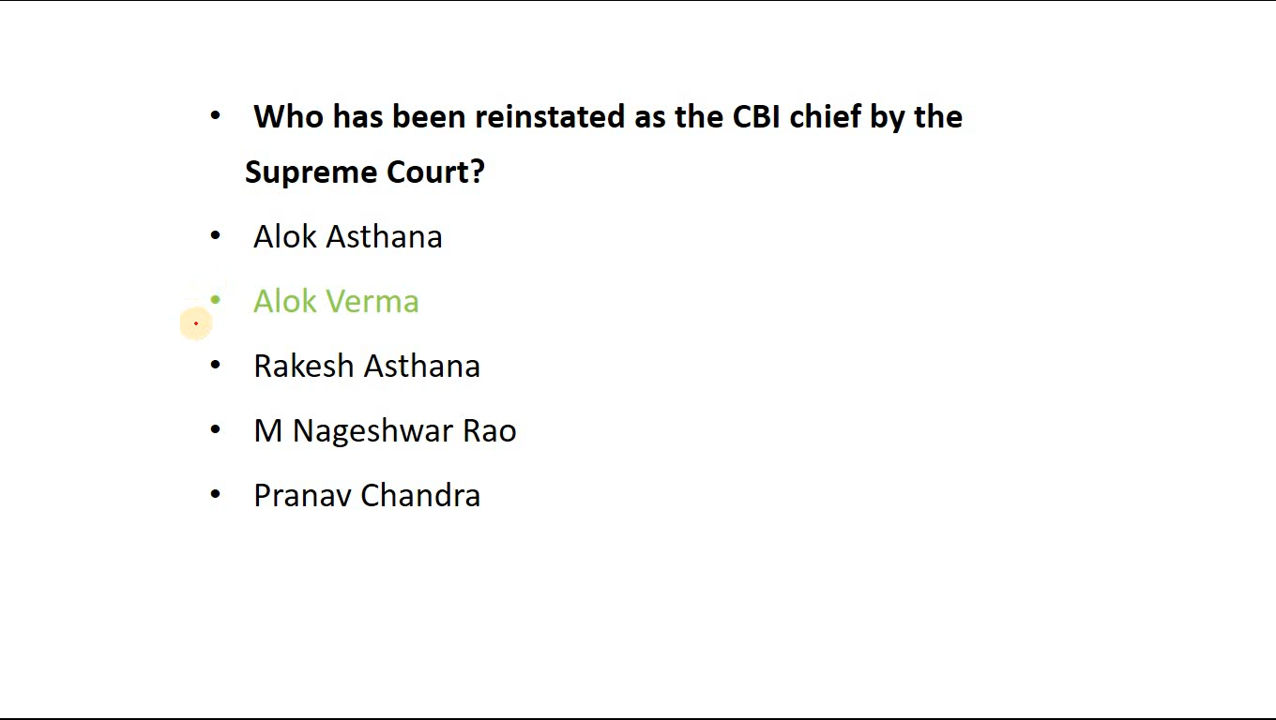 • Who has been reinstated as the CBI chief by the
Supreme Court?
• Alok Asthana
• Alok Verma
• Rakesh Asthana
• M Nageshwar Rao
• Pranav Chandra